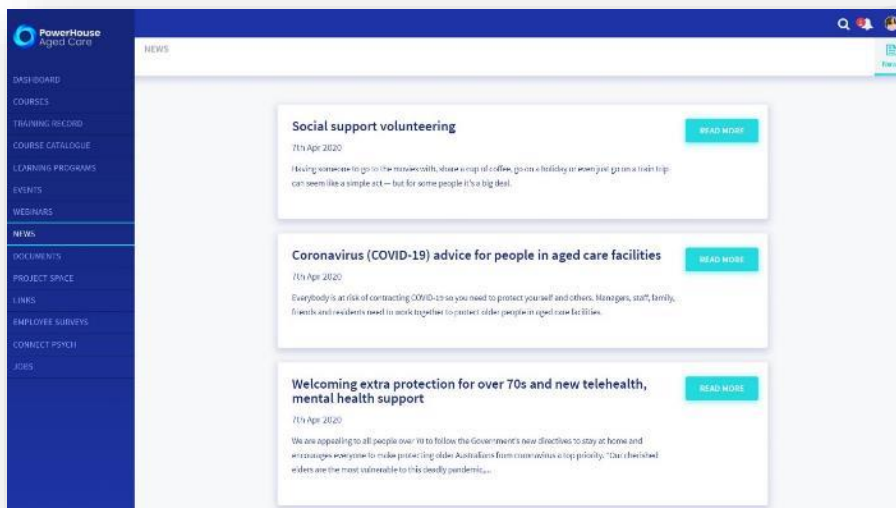 PowerHouse
Aged Care
NEWS
DASHBOARD
COURSES
TRAINING RECORD
COURSE CATALOGUE
LEARNING PROGRAMS
EVENTS
WEBINARS
NEWS
DOCUMENTS
PROJECT SPACE
LINKS
EMPLOYEE SURVEYS
CONNECT PSYCH
JOBS
Social support volunteering
READ MORE
7th Apr 2020
Having someone to go to the movies with, share a cup of coffee, go on a holiday or even just go on a train trip
can seem like a simple act — but for some people it's a big deal.
Coronavirus (COVID-19) advice for people in aged care facilities
READ MORE
7th Apr 2020
Everybody is at risk of contracting COVID-19 so you need to protect yourself and others. Managers, staff, family,
friends and residents need to work together to protect older people in aged care facilities.
Welcoming extra protection for over 70s and new telehealth,
mental health support
READ MORE
7th Apr 2020
We are appealing to all people over 70 to follow the Government's new directives to stay at home and
encourages everyone to make protecting older Australians from coronavirus a top priority. "Our cherished
elders are the most vulnerable to this deadly pandemic,...